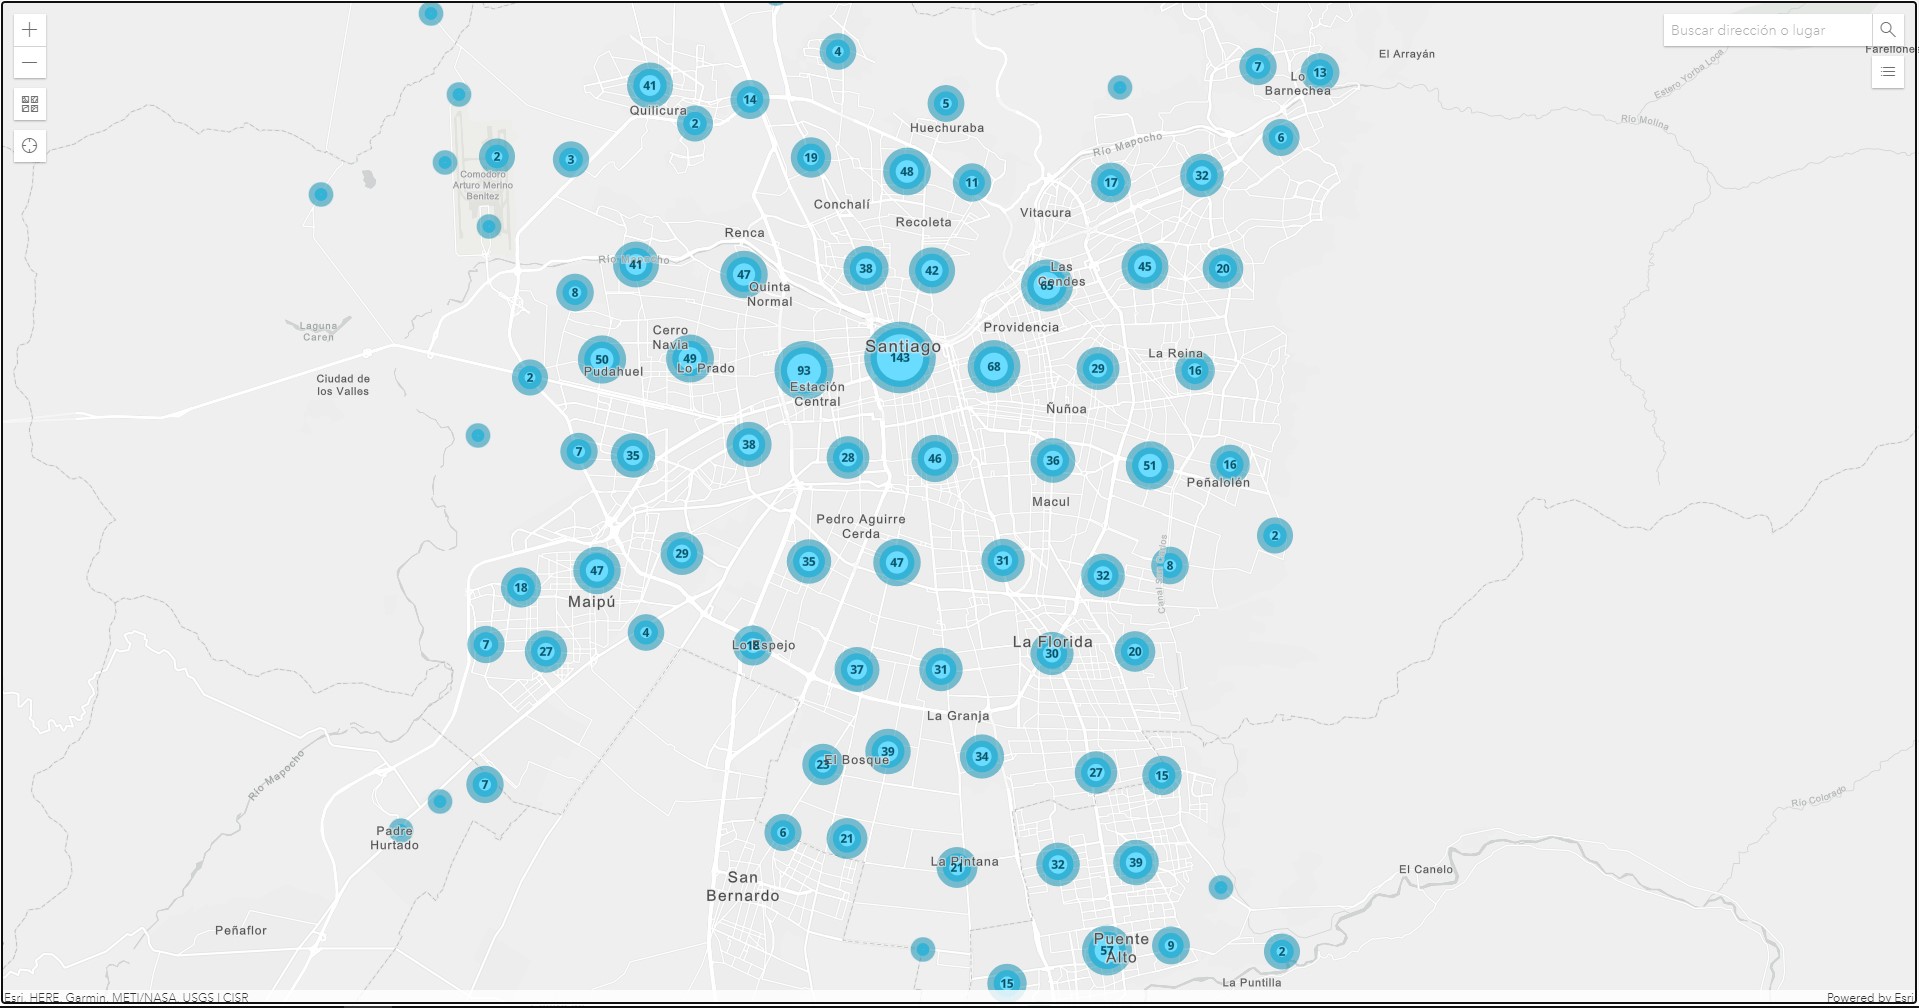 Buscar dirección o lugar
El Arrayán
Farellone
4
7
13
Lo
Barnechea
Estero Yorba Loca
41
14
Quilicura
2
5
Huechuraba
Río Molina
6
Río Mapocho
2
3
19
48
11
17
32
Comodoro
Arturo Merino
Benítez
Conchalí
Recoleta
Vitacura
Renca
Río Mapocho
41
47
38
42
Las
Condes
65
45
20
8
Quinta
Normal
Laguna
Caren
Cerro
Navia
Providencia
Santiago
143
50
Pudahuel
49
Lo Prado
93
Estación
Central
68
29
La Reina
16
2
Ciudad de
los Valles
Ñuñoa
7
35
38
28
46
36
51
16
Peñalolén
Macul
Pedro Aguirre
Cerda
2
29
47
18
Maipú
35
47
31
32
8
7
27
4
Lo Espejo
18
La Florida
30
20
37
31
La Granja
23
El Bosque
39
34
27
15
Río Mapocho
7
Río Colorado
Padre
Hurtado
6
21
La Pintana
21
32
39
El Canelo
San
Bernardo
Peñaflor
Puente
Alto
57
9
2
15
La Puntilla
Esri, HERE, Garmin, METI/NASA, USGS | CISR
Powered by Esri